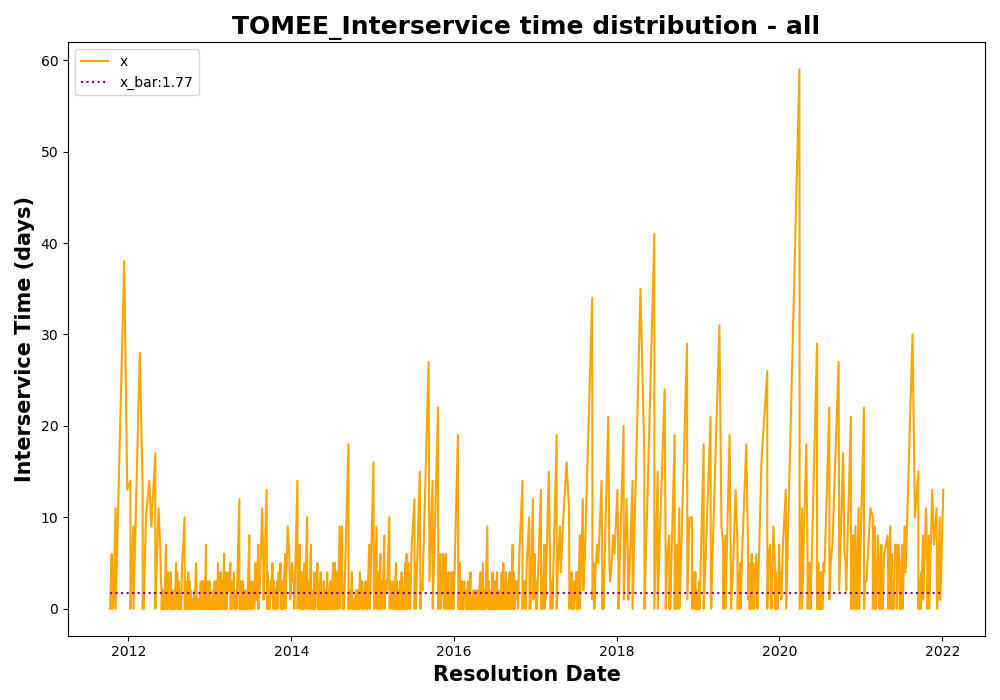 TOMEE_Interservice time distribution - all
x
x_bar:1.77
Interservice Time (days)
60
50
40
30
20
10
0
2012
2014
2016
2018
2020
2022
Resolution Date